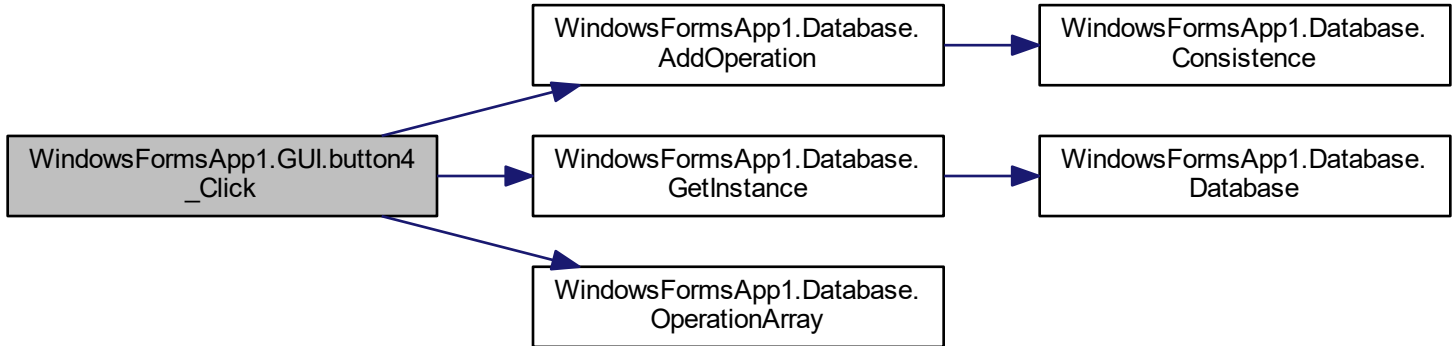 WindowsFormsApp1.GUI.button4
_Click
WindowsFormsApp1.Database.
AddOperation
WindowsFormsApp1.Database.
Consistence
WindowsFormsApp1.Database.
GetInstance
WindowsFormsApp1.Database.
Database
WindowsFormsApp1.Database.
OperationArray